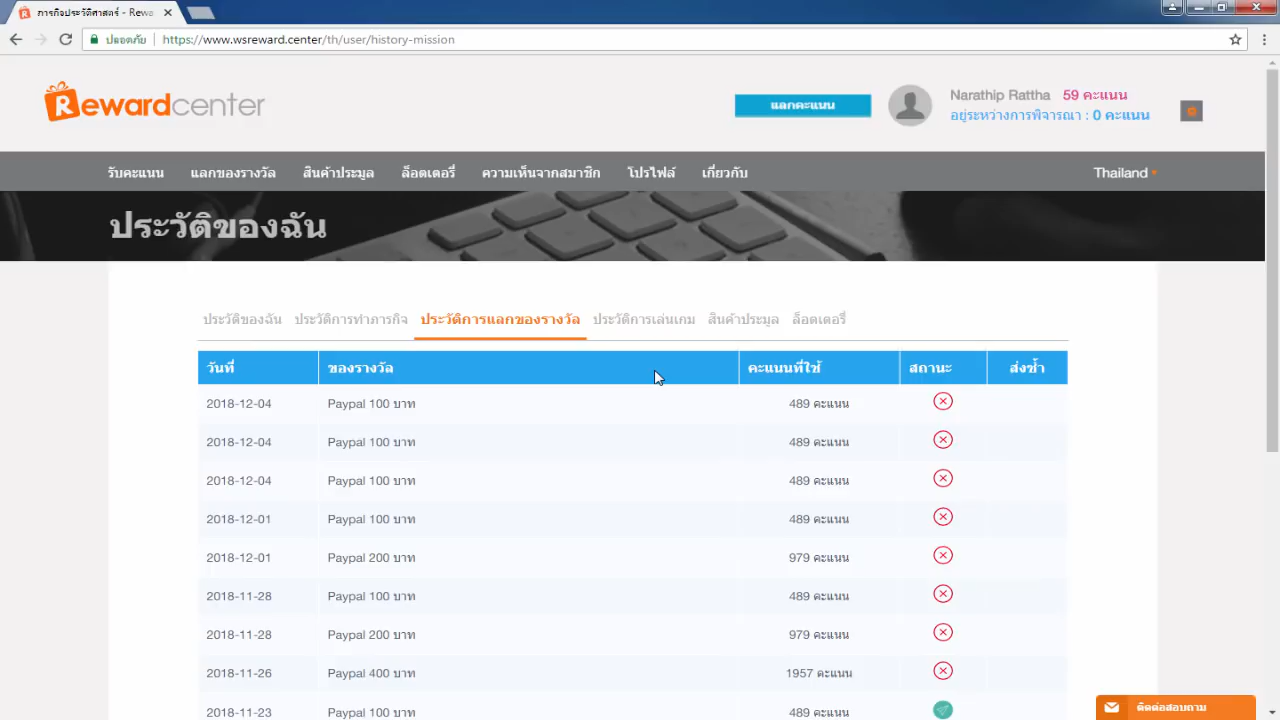 ภารกิจประวัติศาสตร์ - Rewa
ปลอดภัย https://www.wsreward.center/th/user/history-mission
Rewardcenter
แลกคะแนน
Narathip Rattha 59 คะแนน
อยู่ระหว่างการพิจารณา : 0 คะแนน
รับคะแนน แลกของรางวัล สินค้าประมูล ล็อตเตอรี่ ความเห็นจากสมาชิก โปรไฟล์ เกี่ยวกับ Thailand
ประวัติของฉัน
ประวัติของฉัน ประวัติการทำภารกิจ ประวัติการแลกของรางวัล ประวัติการเล่นเกม สินค้าประมูล ล็อตเตอรี่
วันที่ ของรางวัล คะแนนที่ใช้ สถานะ ส่งซ้ำ
2018-12-04 Paypal 100 บาท 489 คะแนน
2018-12-04 Paypal 100 บาท 489 คะแนน
2018-12-04 Paypal 100 บาท 489 คะแนน
2018-12-01 Paypal 100 บาท 489 คะแนน
2018-12-01 Paypal 200 บาท 979 คะแนน
2018-11-28 Paypal 100 บาท 489 คะแนน
2018-11-28 Paypal 200 บาท 979 คะแนน
2018-11-26 Paypal 400 บาท 1957 คะแนน
2018-11-23 Paypal 100 บาท 489 คะแนน
ติดต่อสอบถาม